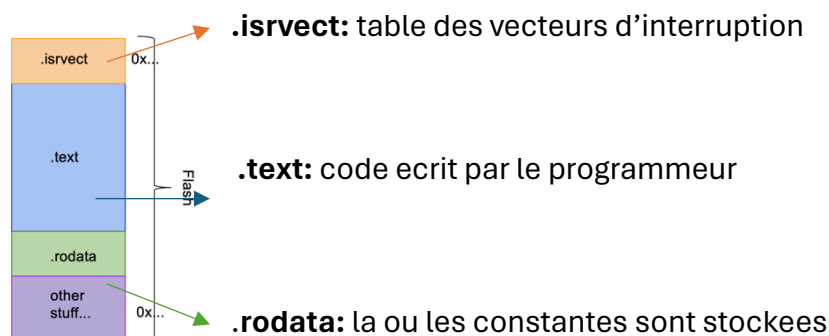 .isrvect: table des vecteurs d’interruption
.isrvect
0x...
.text
.text: code ecrit par le programmeur
Flash
.rodata
other
stuff...
0x...
.rodata: la ou les constantes sont stockees